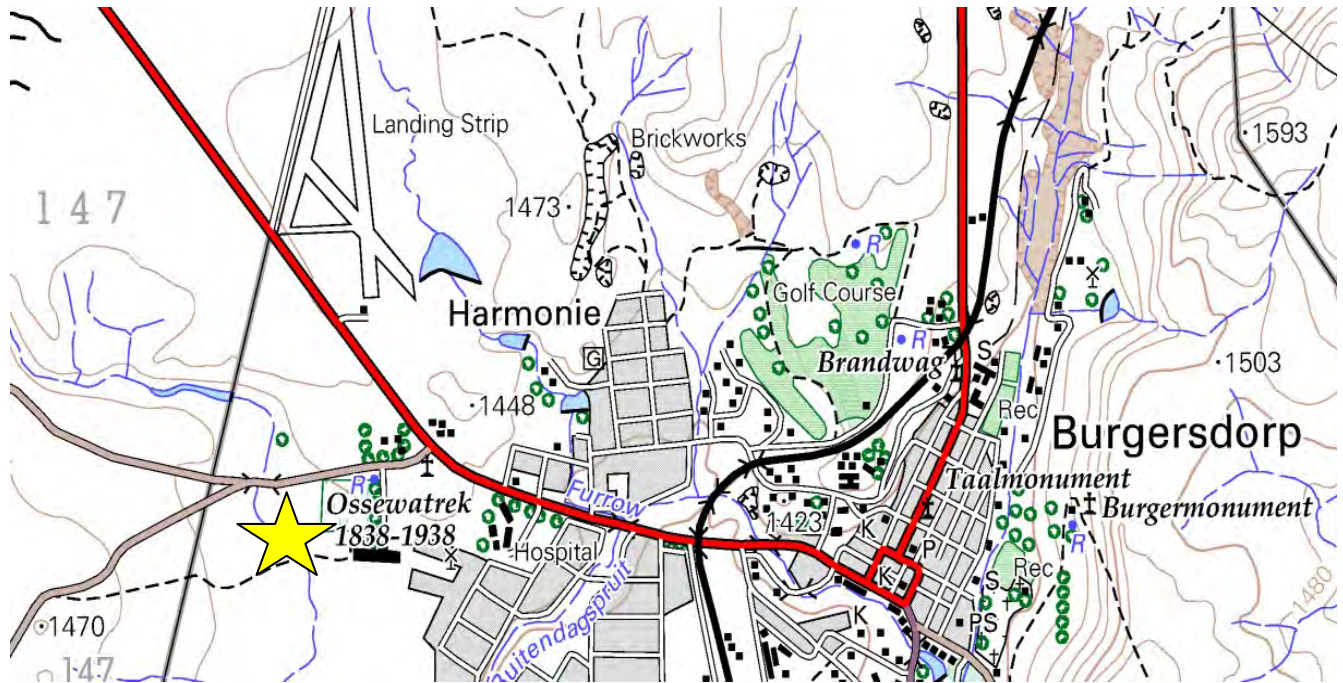 Landing Strip
Brickworks
1593
147
1473
Golf Course
R
Harmonie
R
Brandwag
S
G
1503
1448
Rec
Burgersdorp
Taalmonument
R
Ossewatrek
1838-1938
Furrow
Burgermonument
1423
K
P
R
Hospital
K
Rec
S
1480
K
PS
1470
147